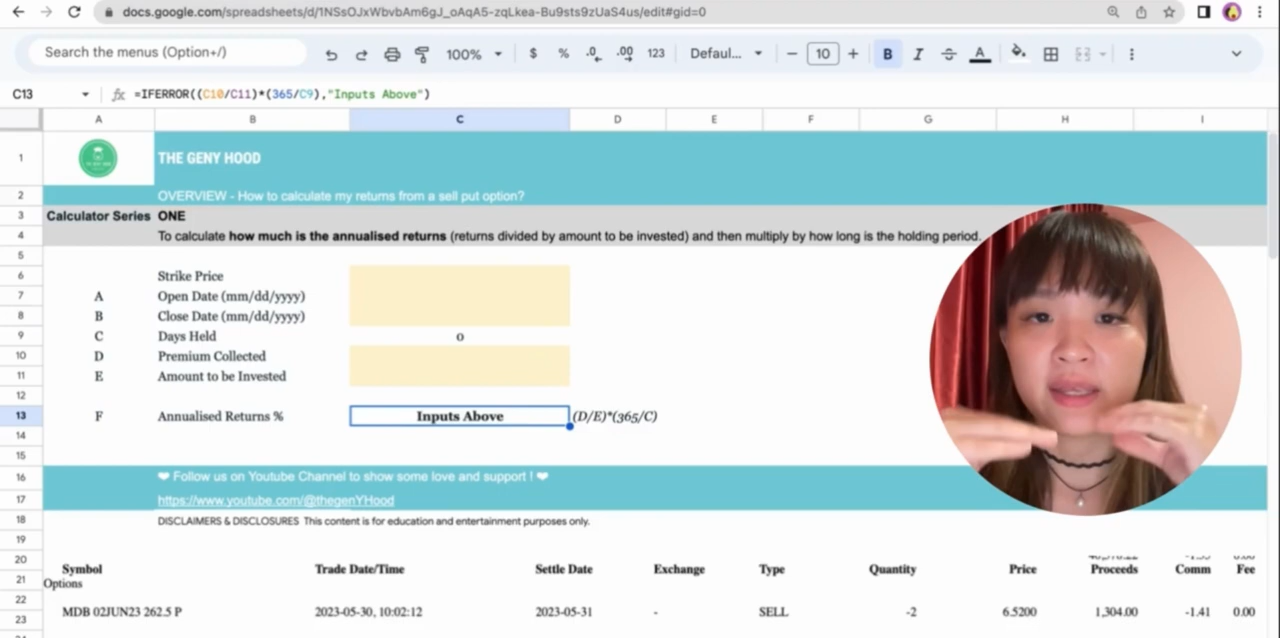 docs.google.com/spreadsheets/d/1NSsOJxWbvbAm6gJ_oAqA5-zqLkea-Bu9sts9zUaS4us/edit#gid=0
Search the menus (Option+/) 100% $ % .0 .00 123 Defaul... 10 B I A
C13 fx =IFERROR((C10/C11)*(365/C9),"Inputs Above")
A B C D E F G H I
1 THE GENY HOOD
2 OVERVIEW - How to calculate my returns from a sell put option?
3 Calculator Series ONE
4 To calculate how much is the annualised returns (returns divided by amount to be invested) and then multiply by how long is the holding period.
5
6 Strike Price
7 A Open Date (mm/dd/yyyy)
8 B Close Date (mm/dd/yyyy)
9 C Days Held 0
10 D Premium Collected
11 E Amount to be Invested
12
13 F Annualised Returns % Inputs Above (D/E)*(365/C)
14
15
16 ❤ Follow us on Youtube Channel to show some love and support ! ❤
17 https://www.youtube.com/@thegenYHood
18 DISCLAIMERS & DISCLOSURES This content is for education and entertainment purposes only.
19
20 Symbol Trade Date/Time Settle Date Exchange Type Quantity Price Proceeds Comm Fee
21 Options
22 MDB 02JUN23 262.5 P 2023-05-30, 10:02:12 2023-05-31 - SELL -2 6.5200 1,304.00 -1.41 0.00
23